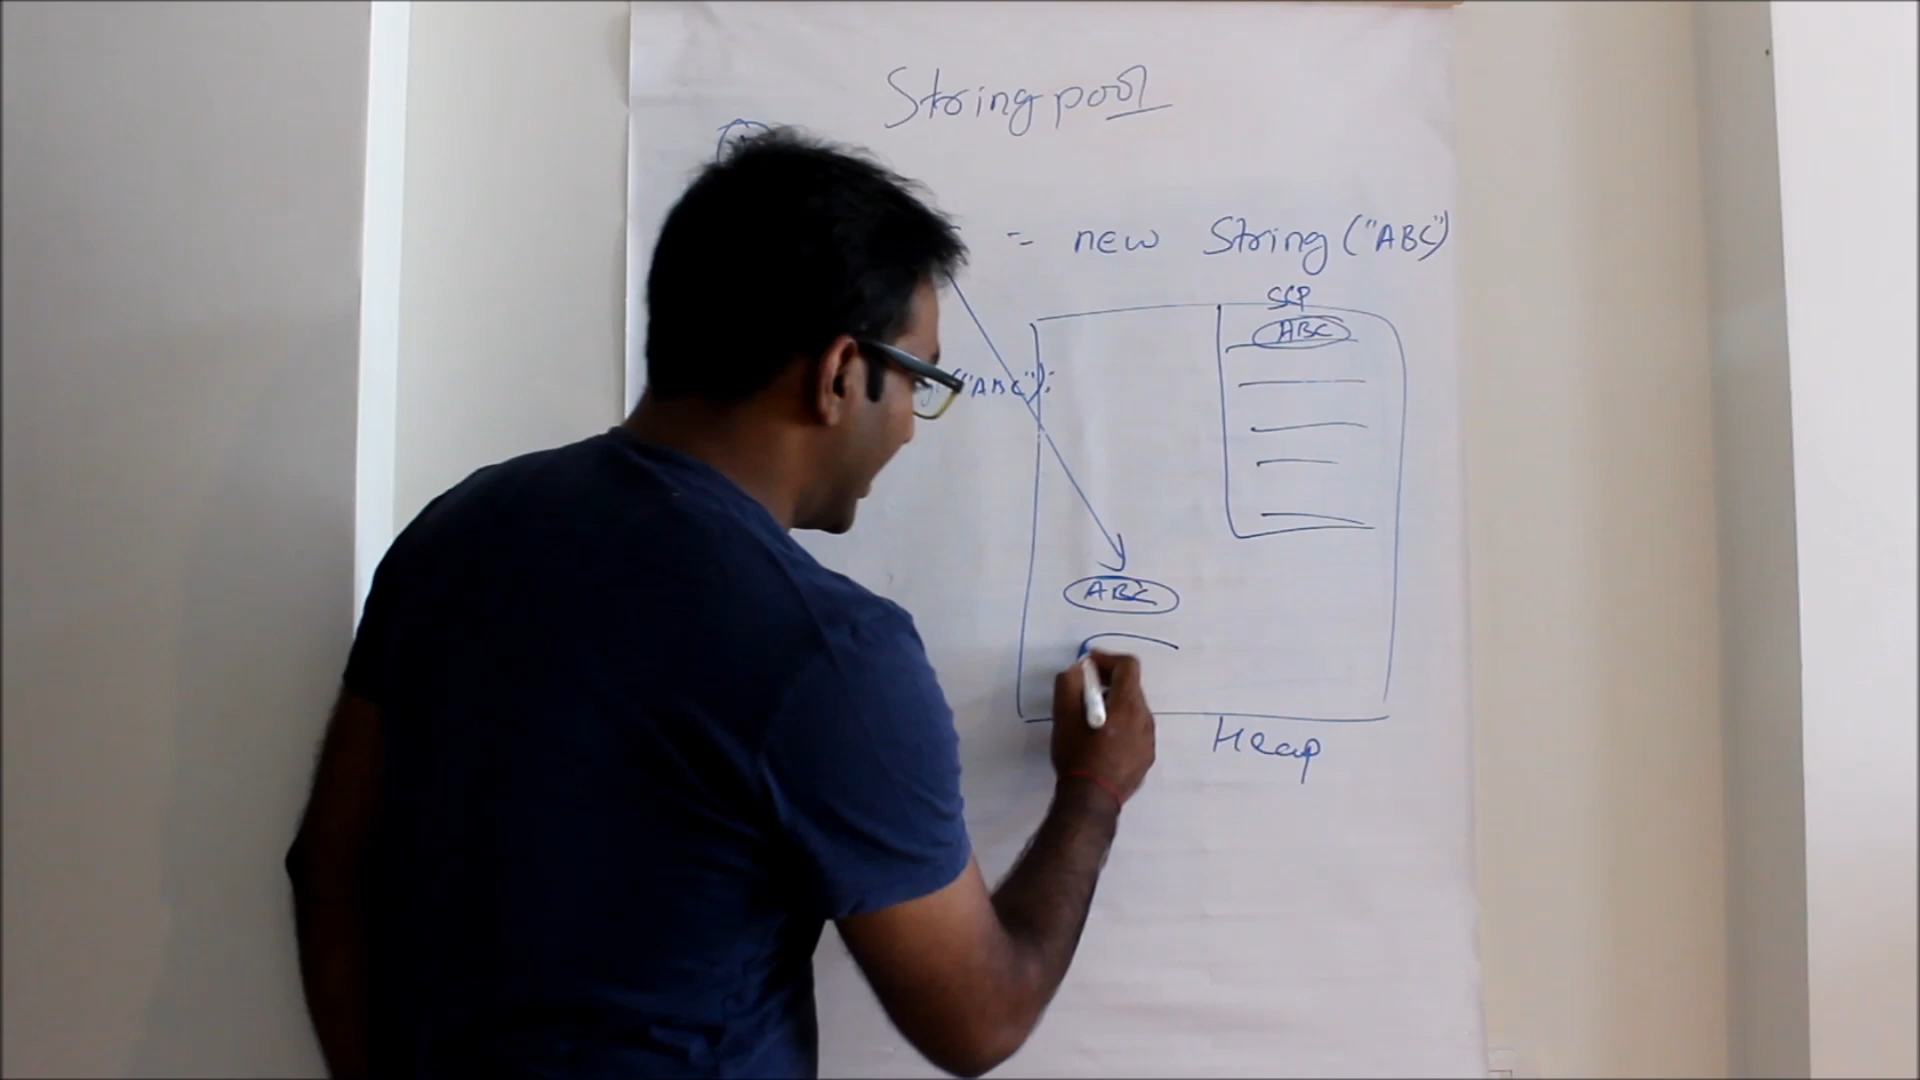 String pool
= new String ("ABC")
SCP
ABC
("ABC");
ABC
Heap